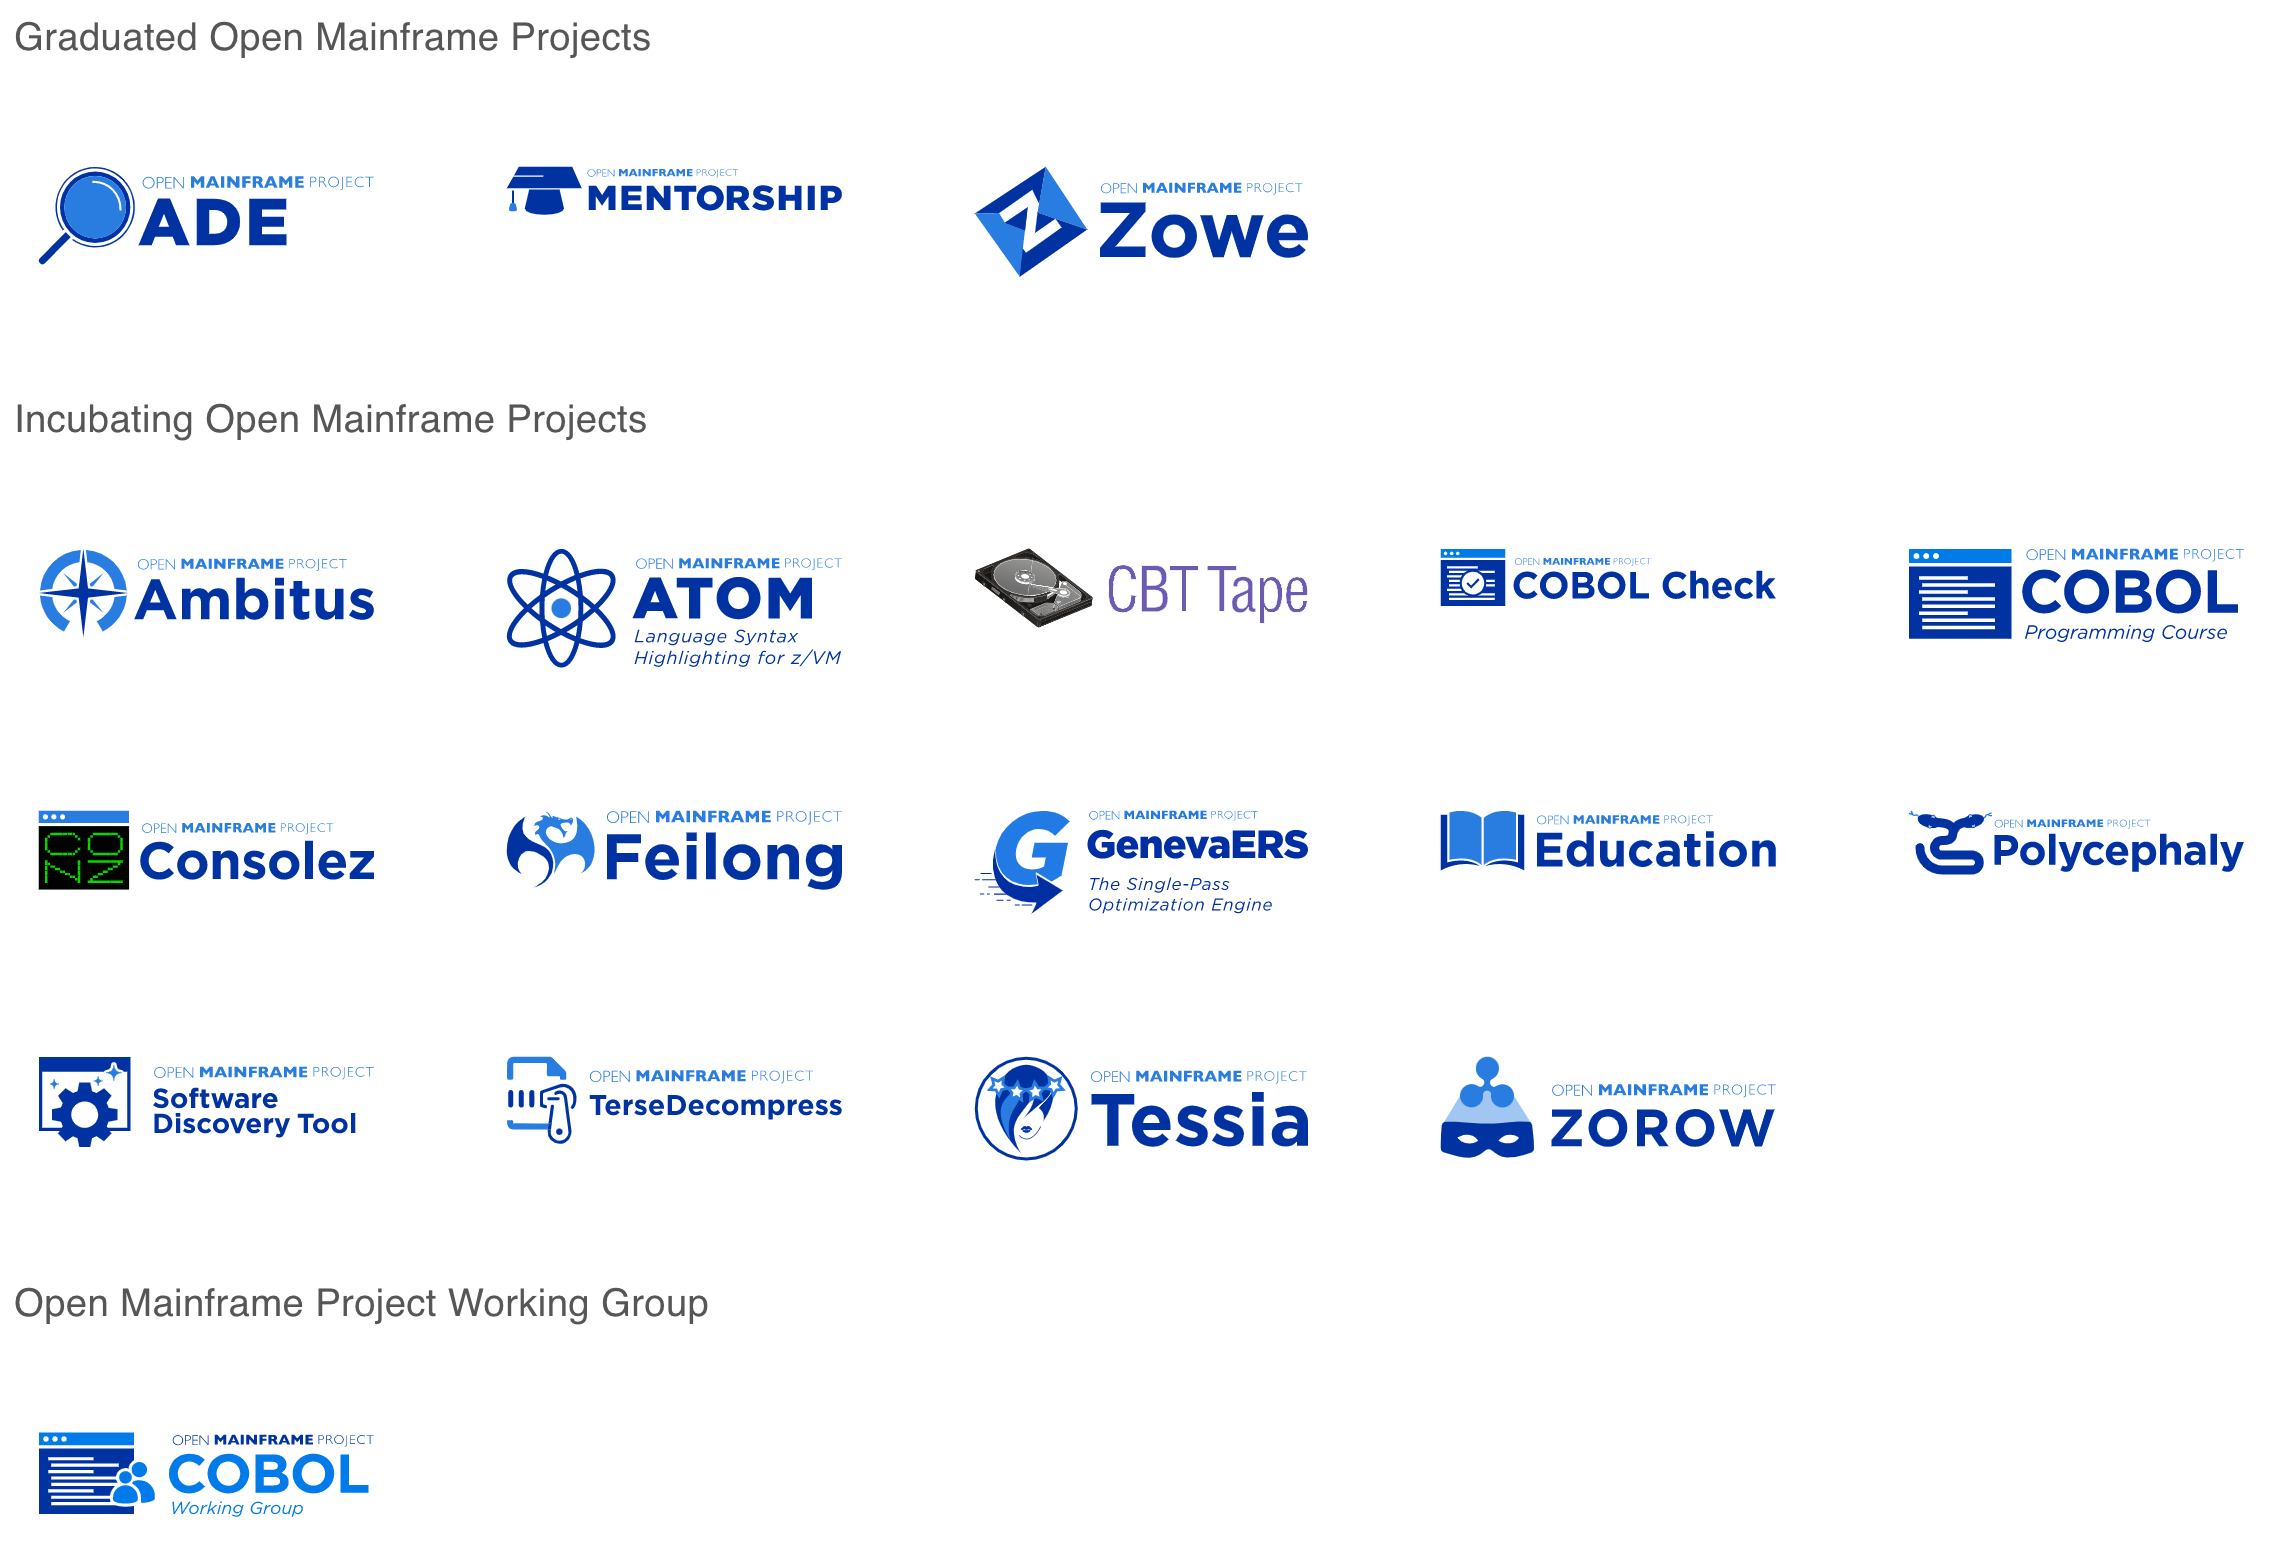 Graduated Open Mainframe Projects
OPEN MAINFRAME PROJECT
ADE
OPEN MAINFRAME PROJECT
MENTORSHIP
OPEN MAINFRAME PROJECT
Zowe
Incubating Open Mainframe Projects
OPEN MAINFRAME PROJECT
Ambitus
OPEN MAINFRAME PROJECT
ATOM
Language Syntax
Highlighting for z/VM
CBT Tape
OPEN MAINFRAME PROJECT
COBOL Check
OPEN MAINFRAME PROJECT
COBOL
Programming Course
CO
NZ
OPEN MAINFRAME PROJECT
Consolez
OPEN MAINFRAME PROJECT
Feilong
G
OPEN MAINFRAME PROJECT
GenevaERS
The Single-Pass
Optimization Engine
OPEN MAINFRAME PROJECT
Education
OPEN MAINFRAME PROJECT
Polycephaly
OPEN MAINFRAME PROJECT
Software
Discovery Tool
OPEN MAINFRAME PROJECT
TerseDecompress
OPEN MAINFRAME PROJECT
Tessia
OPEN MAINFRAME PROJECT
ZOROW
Open Mainframe Project Working Group
OPEN MAINFRAME PROJECT
COBOL
Working Group